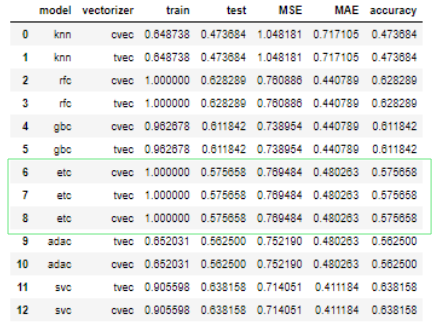 model vectorizer train test MSE MAE accuracy
0 knn cvec 0.648738 0.473684 1.048181 0.717105 0.473684
1 knn tvec 0.648738 0.473684 1.048181 0.717105 0.473684
2 rfc cvec 1.000000 0.628289 0.760886 0.440789 0.628289
3 rfc tvec 1.000000 0.628289 0.760886 0.440789 0.628289
4 gbc cvec 0.962678 0.611842 0.738954 0.440789 0.611842
5 gbc tvec 0.962678 0.611842 0.738954 0.440789 0.611842
6 etc cvec 1.000000 0.575658 0.769484 0.480263 0.575658
7 etc tvec 1.000000 0.575658 0.769484 0.480263 0.575658
8 etc cvec 1.000000 0.575658 0.769484 0.480263 0.575658
9 adac tvec 0.652031 0.562500 0.752190 0.480263 0.562500
10 adac cvec 0.652031 0.562500 0.752190 0.480263 0.562500
11 svc tvec 0.905598 0.638158 0.714051 0.411184 0.638158
12 svc cvec 0.905598 0.638158 0.714051 0.411184 0.638158